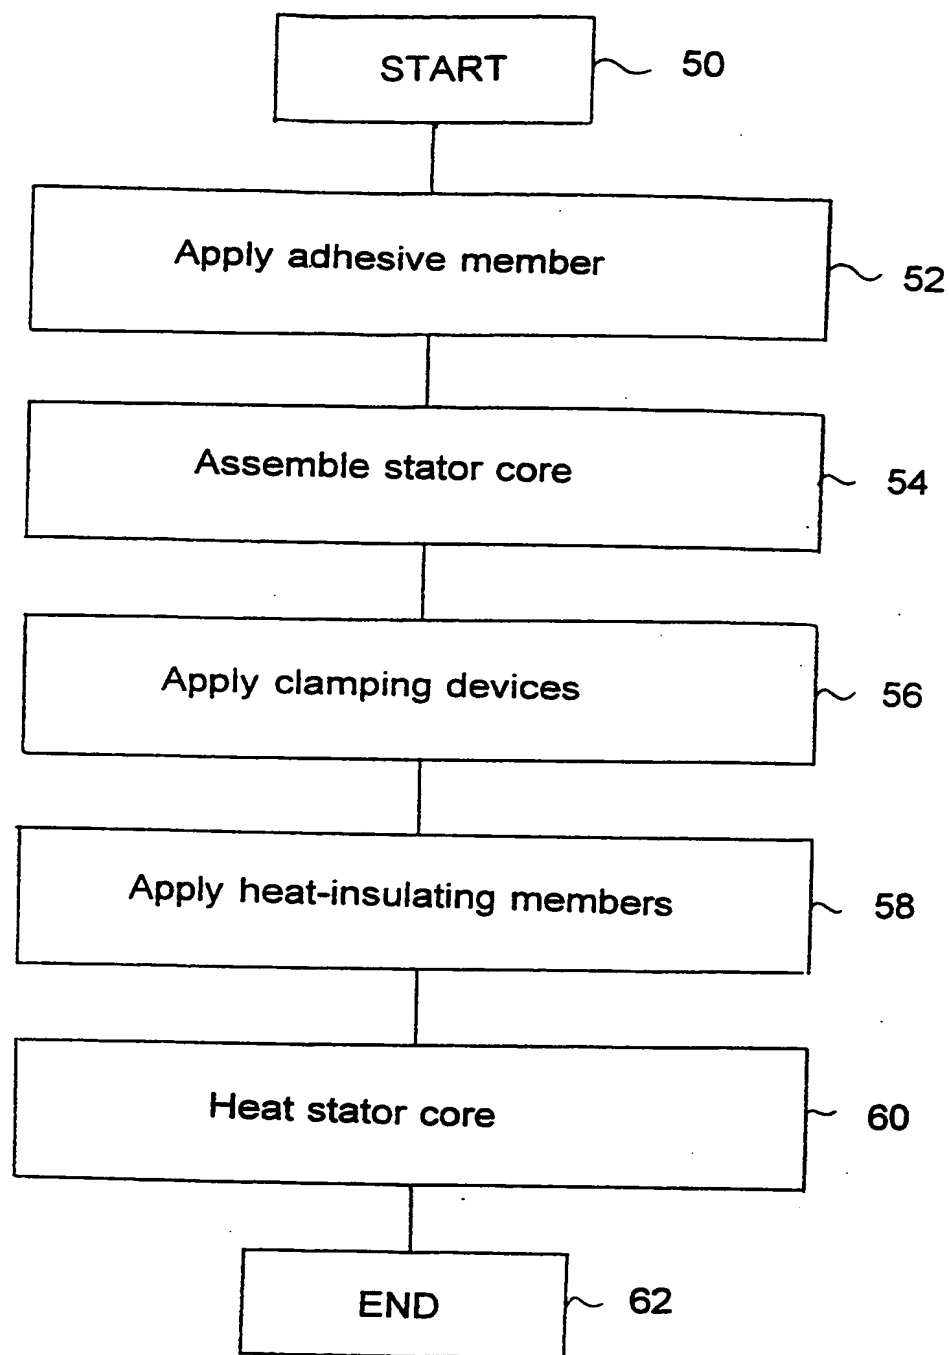 START 50
Apply adhesive member 52
Assemble stator core 54
Apply clamping devices 56
Apply heat-insulating members 58
Heat stator core 60
END 62